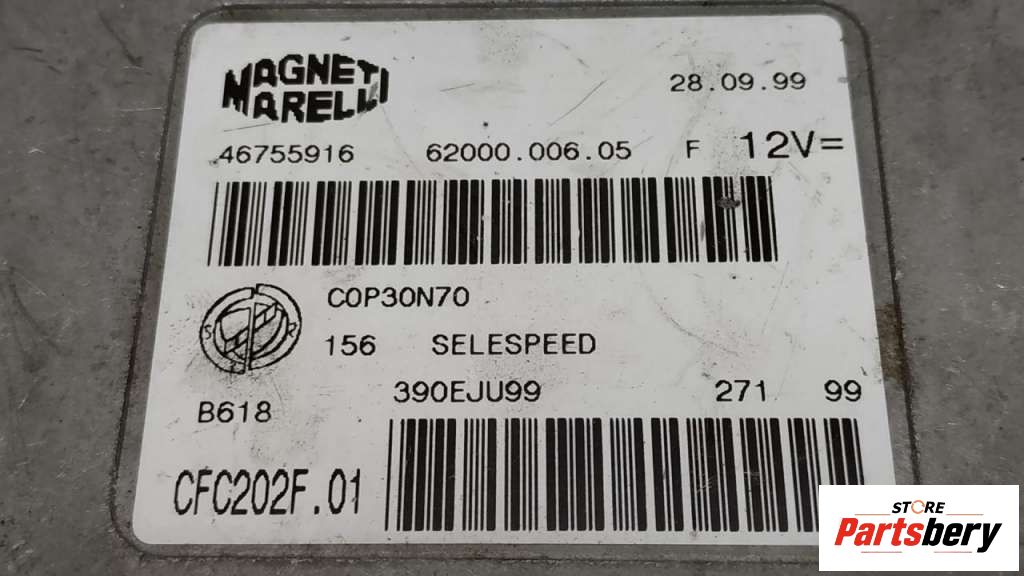 MAGNETI
MARELLI
28.09.99
46755916 62000.006.05 F 12V=
C0P30N70
156 SELESPEED
390EJU99 271 99
B618
CFC202F.01
STORE
Partsbery